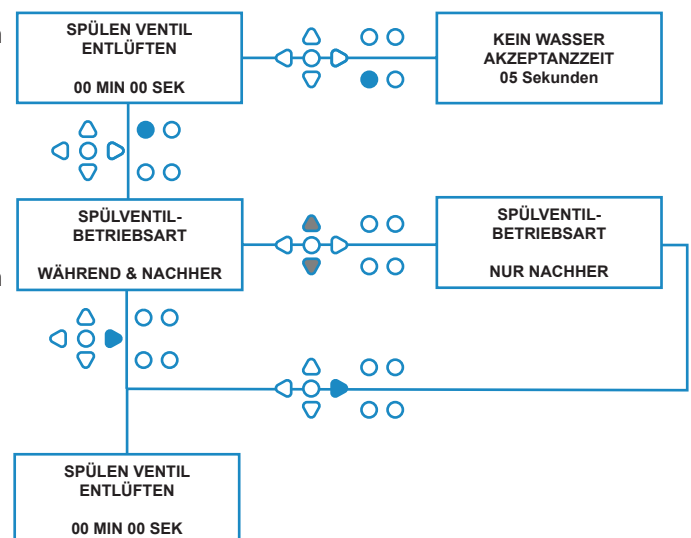 SPÜLEN VENTIL
ENTLÜFTEN
00 MIN 00 SEK
KEIN WASSER
AKZEPTANZZEIT
05 Sekunden
SPÜLVENTIL-
BETRIEBSART
WÄHREND & NACHHER
SPÜLVENTIL-
BETRIEBSART
NUR NACHHER
SPÜLEN VENTIL
ENTLÜFTEN
00 MIN 00 SEK